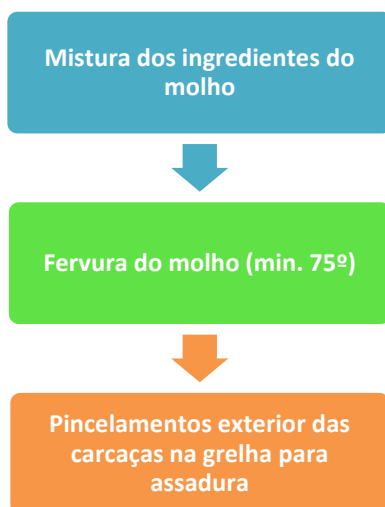 Mistura dos ingredientes do
molho
Fervura do molho (min. 75º)
Pincelamentos exterior das
carcaças na grelha para
assadura